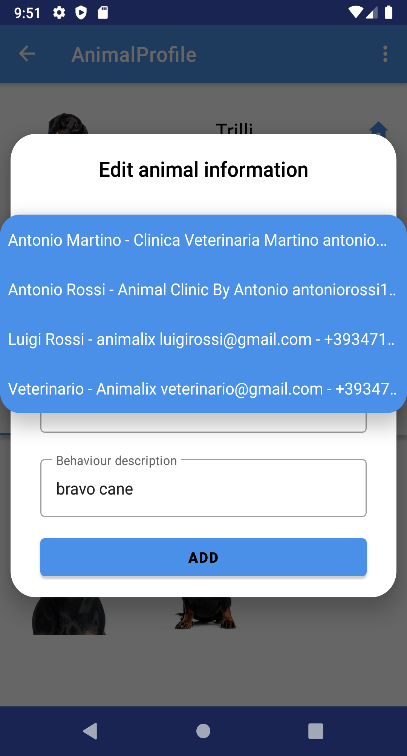 9:51
AnimalProfile
Trilli
Edit animal information
Antonio Martino - Clinica Veterinaria Martino antonio...
Antonio Rossi - Animal Clinic By Antonio antoniorossi1..
Luigi Rossi - animalix luigirossi@gmail.com - +393471..
Veterinario - Animalix veterinario@gmail.com - +39347..
Behaviour description
bravo cane
ADD